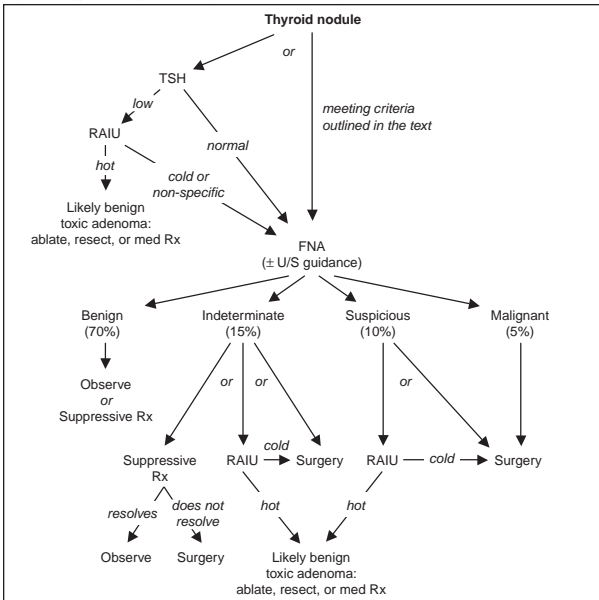 Thyroid nodule
or
TSH
meeting criteria
outlined in the text
low
RAIU
normal
hot
cold or
non-specific
Likely benign
toxic adenoma:
ablate, resect, or med Rx
FNA
(± U/S guidance)
Benign
(70%)
Indeterminate
(15%)
Suspicious
(10%)
Malignant
(5%)
Observe
or
Suppressive Rx
or
or
or
Suppressive
Rx
RAIU
cold
Surgery
RAIU
cold
Surgery
resolves
does not
resolve
hot
hot
Observe
Surgery
Likely benign
toxic adenoma:
ablate, resect, or med Rx